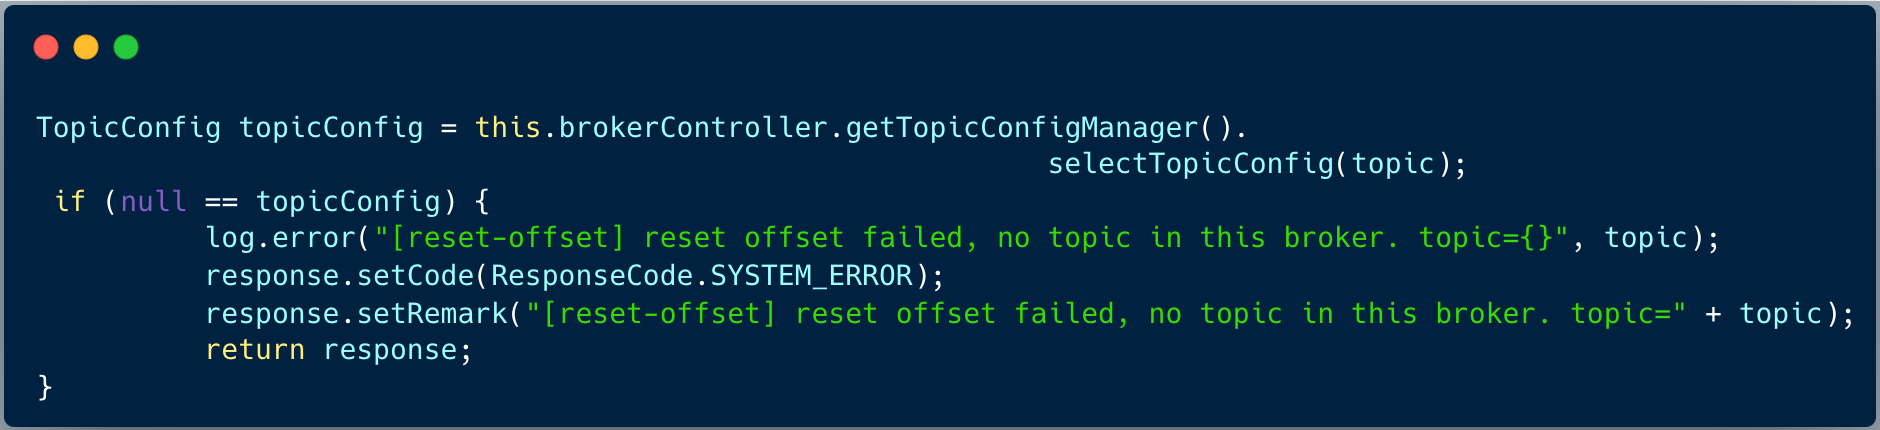 TopicConfig topicConfig = this.brokerController.getTopicConfigManager().
selectTopicConfig(topic);
if (null == topicConfig) {
log.error("[reset-offset] reset offset failed, no topic in this broker. topic={}", topic);
response.setCode(ResponseCode.SYSTEM_ERROR);
response.setRemark("[reset-offset] reset offset failed, no topic in this broker. topic=" + topic);
return response;
}